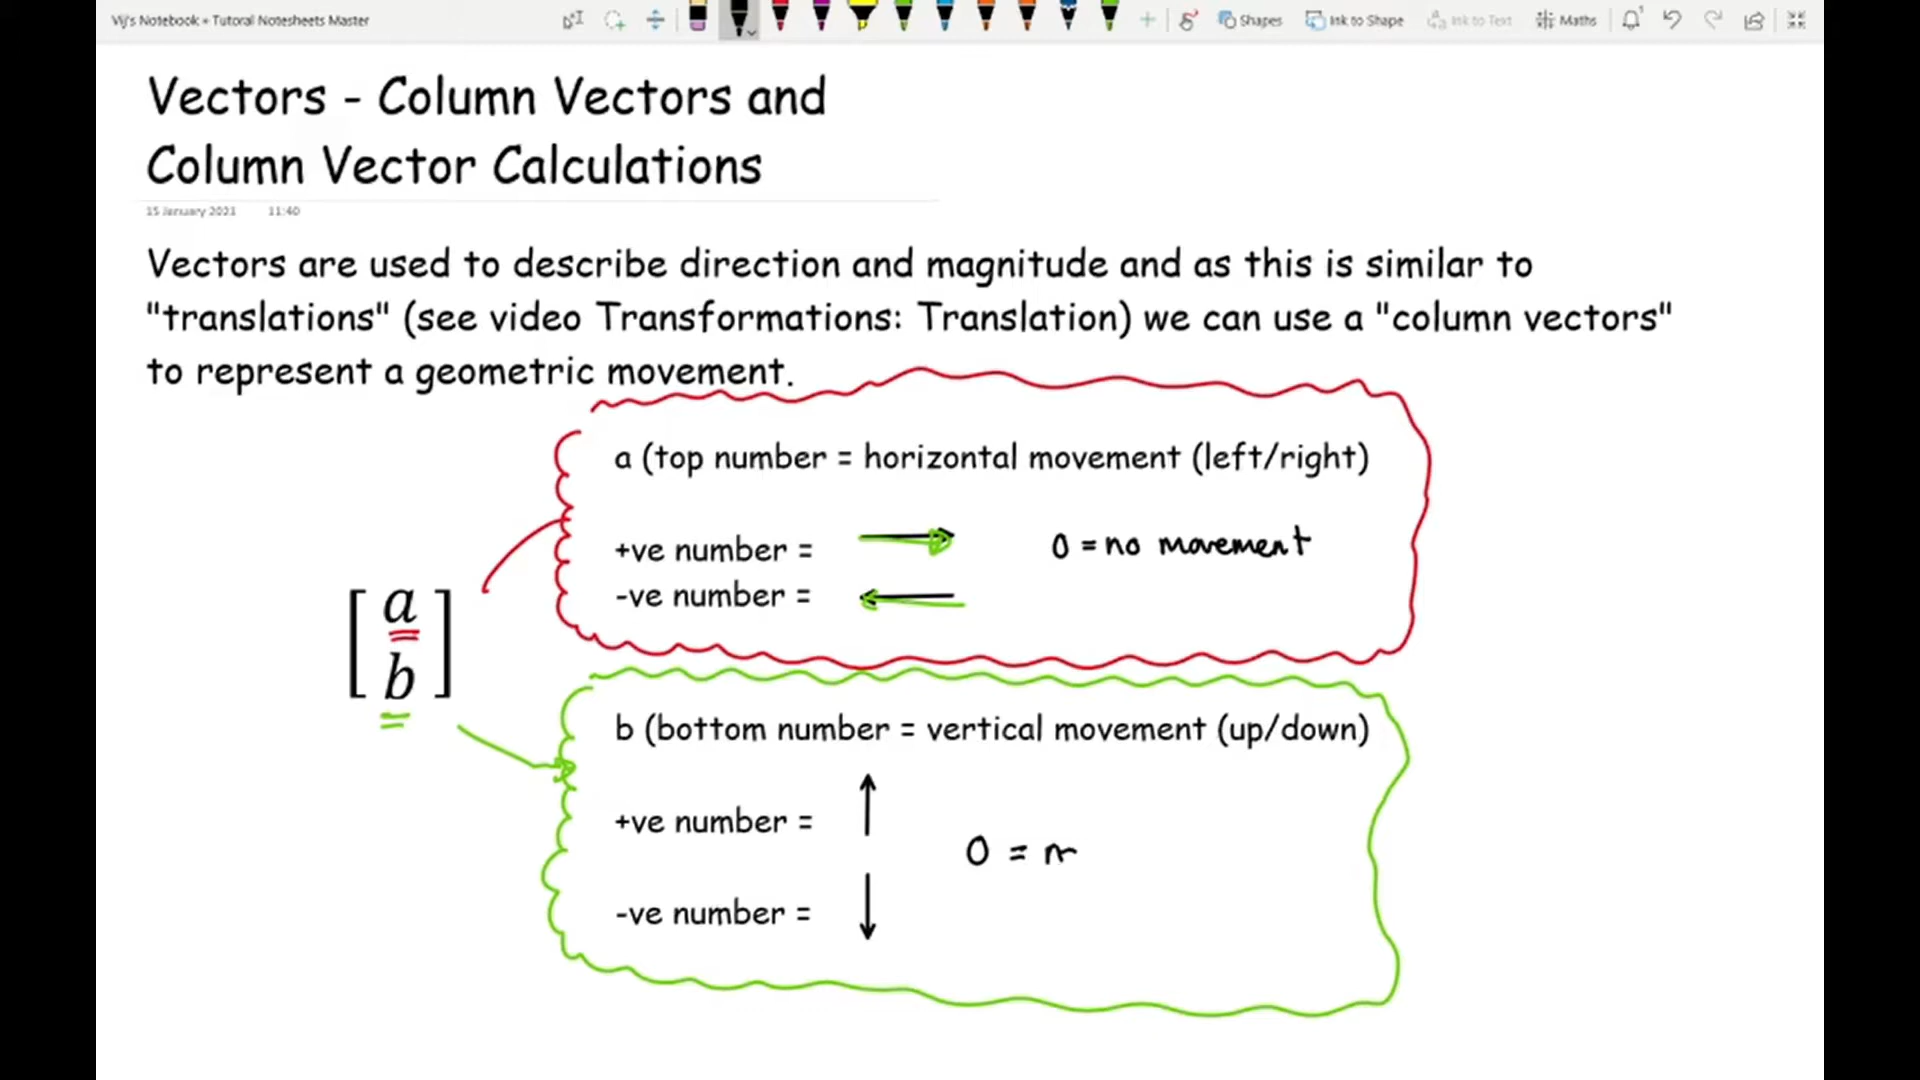 Vij's Notebook » Tutoral Notesheets Master
Shapes
Ink to Shape
Ink to Text
Maths
Vectors - Column Vectors and
Column Vector Calculations
15 January 2021 11:40
Vectors are used to describe direction and magnitude and as this is similar to
"translations" (see video Transformations: Translation) we can use a "column vectors"
to represent a geometric movement.
a (top number = horizontal movement (left/right)
+ve number =
0 = no movement
-ve number =
a
b
b (bottom number = vertical movement (up/down)
+ve number =
0 = n
-ve number =